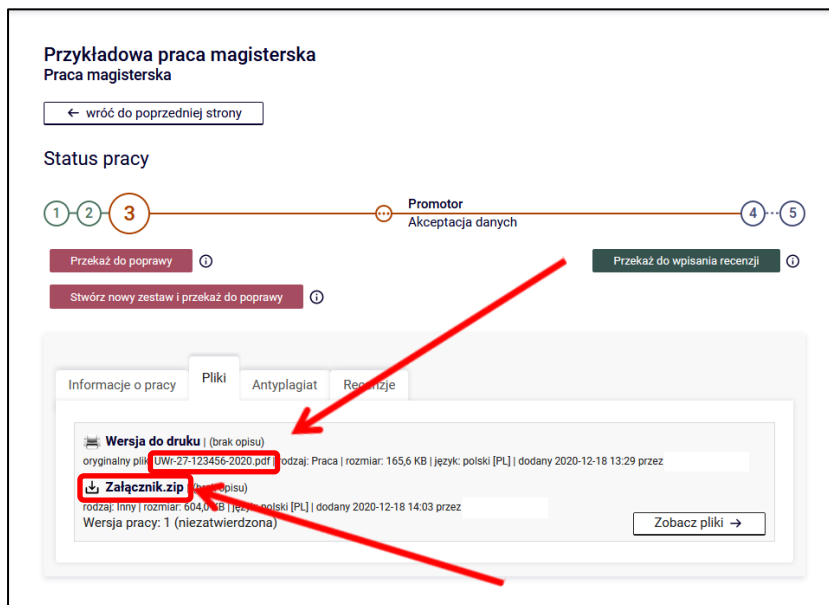 Przykładowa praca magisterska
Praca magisterska
← wróć do poprzedniej strony
Status pracy
1 2 3 Promotor 4 5
Akceptacja danych
Przekaż do poprawy Przekaż do wpisania recenzji
Stwórz nowy zestaw i przekaż do poprawy
Informacje o pracy Pliki Antyplagiat Recenzje
Wersja do druku | (brak opisu)
oryginalny plik UWr-27-123456-2020.pdf | rodzaj: Praca | rozmiar: 165,6 KB | język: polski [PL] | dodany 2020-12-18 13:29 przez
Załącznik.zip | (brak opisu)
rodzaj: Inny | rozmiar: 604,0 KB | język: polski [PL] | dodany 2020-12-18 14:03 przez
Wersja pracy: 1 (niezatwierdzona)
Zobacz pliki →